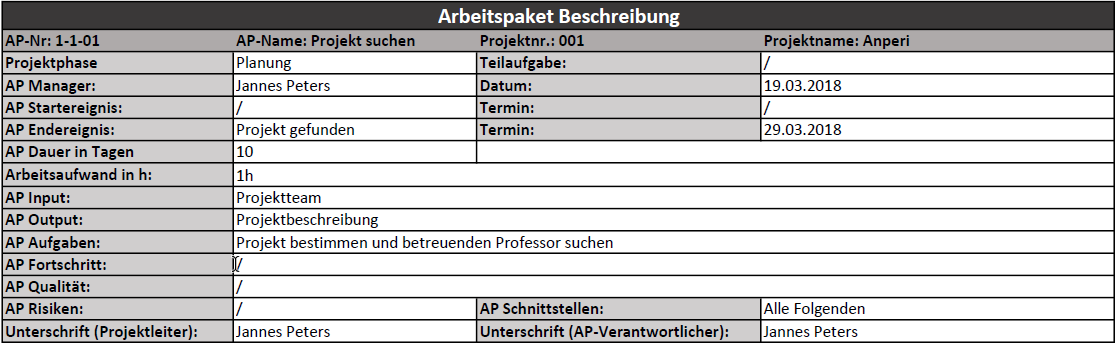 Arbeitspaket Beschreibung
AP-Nr: 1-1-01 AP-Name: Projekt suchen Projektnr.: 001 Projektname: Anperi
Projektphase Planung Teilaufgabe: /
AP Manager: Jannes Peters Datum: 19.03.2018
AP Startereignis: / Termin: /
AP Endereignis: Projekt gefunden Termin: 29.03.2018
AP Dauer in Tagen 10
Arbeitsaufwand in h: 1h
AP Input: Projektteam
AP Output: Projektbeschreibung
AP Aufgaben: Projekt bestimmen und betreuenden Professor suchen
AP Fortschritt: /
AP Qualität: /
AP Risiken: / AP Schnittstellen: Alle Folgenden
Unterschrift (Projektleiter): Jannes Peters Unterschrift (AP-Verantwortlicher): Jannes Peters